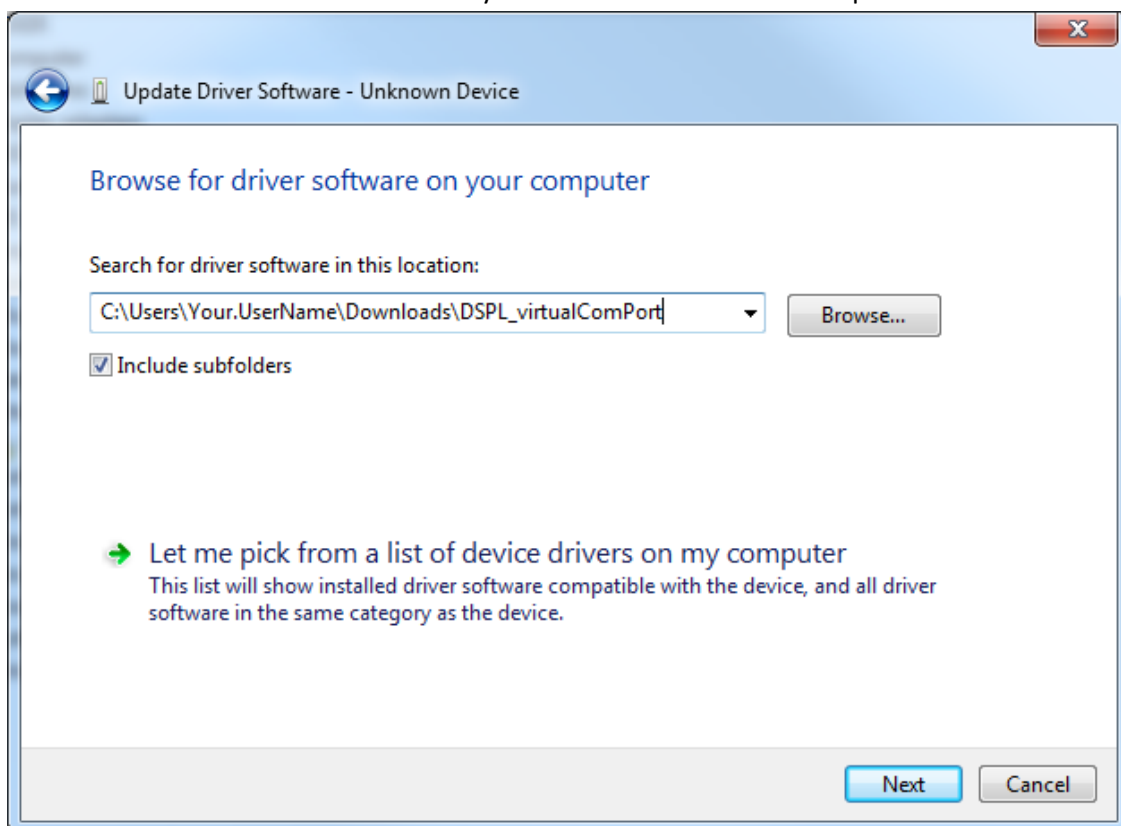 Update Driver Software - Unknown Device
Browse for driver software on your computer
Search for driver software in this location:
C:\Users\Your.UserName\Downloads\DSPL_virtualComPort
Browse...
Include subfolders
Let me pick from a list of device drivers on my computer
This list will show installed driver software compatible with the device, and all driver
software in the same category as the device.
Next
Cancel